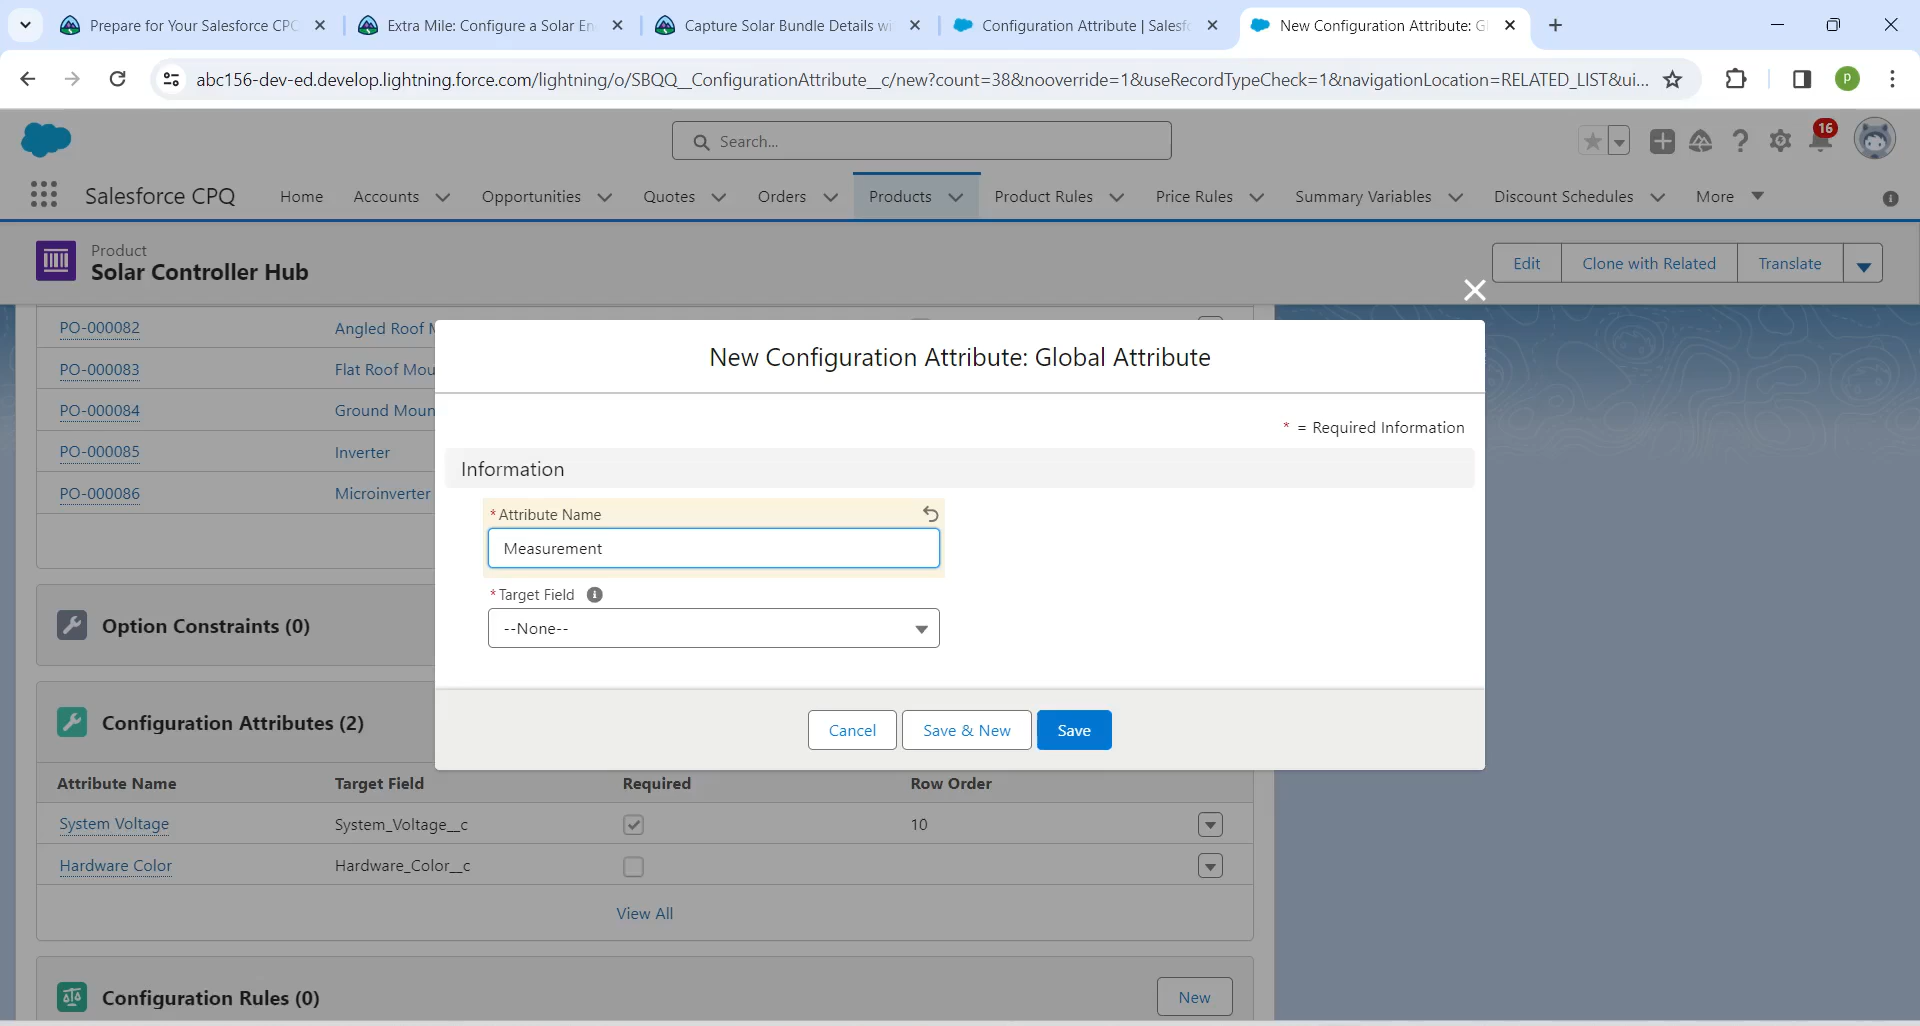 Prepare for Your Salesforce CPQ
Extra Mile: Configure a Solar En
Capture Solar Bundle Details wi
Configuration Attribute | Salesfo
New Configuration Attribute: Gl
abc156-dev-ed.develop.lightning.force.com/lightning/o/SBQQ__ConfigurationAttribute__c/new?count=38&nooverride=1&useRecordTypeCheck=1&navigationLocation=RELATED_LIST&ui...
P
Search...
16
Salesforce CPQ
Home
Accounts
Opportunities
Quotes
Orders
Products
Product Rules
Price Rules
Summary Variables
Discount Schedules
More
Product
Solar Controller Hub
Edit
Clone with Related
Translate
PO-000082
Angled Roof M
PO-000083
Flat Roof Mou
PO-000084
Ground Moun
PO-000085
Inverter
PO-000086
Microinverter
New Configuration Attribute: Global Attribute
* = Required Information
Information
*Attribute Name
Measurement
*Target Field
--None--
Cancel
Save & New
Save
Option Constraints (0)
Configuration Attributes (2)
Attribute Name
Target Field
Required
Row Order
System Voltage
System_Voltage__c
10
Hardware Color
Hardware_Color__c
View All
Configuration Rules (0)
New